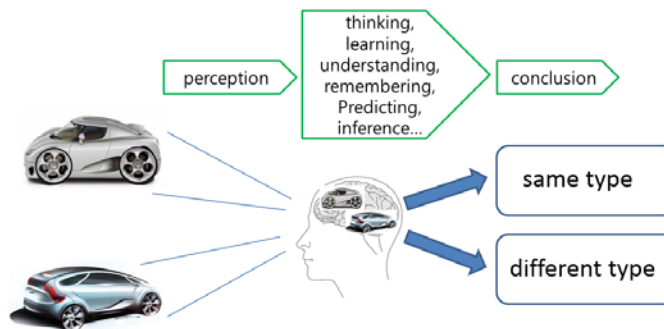 perception
thinking,
learning,
understanding,
remembering,
Predicting,
inference...
conclusion
same type
different type